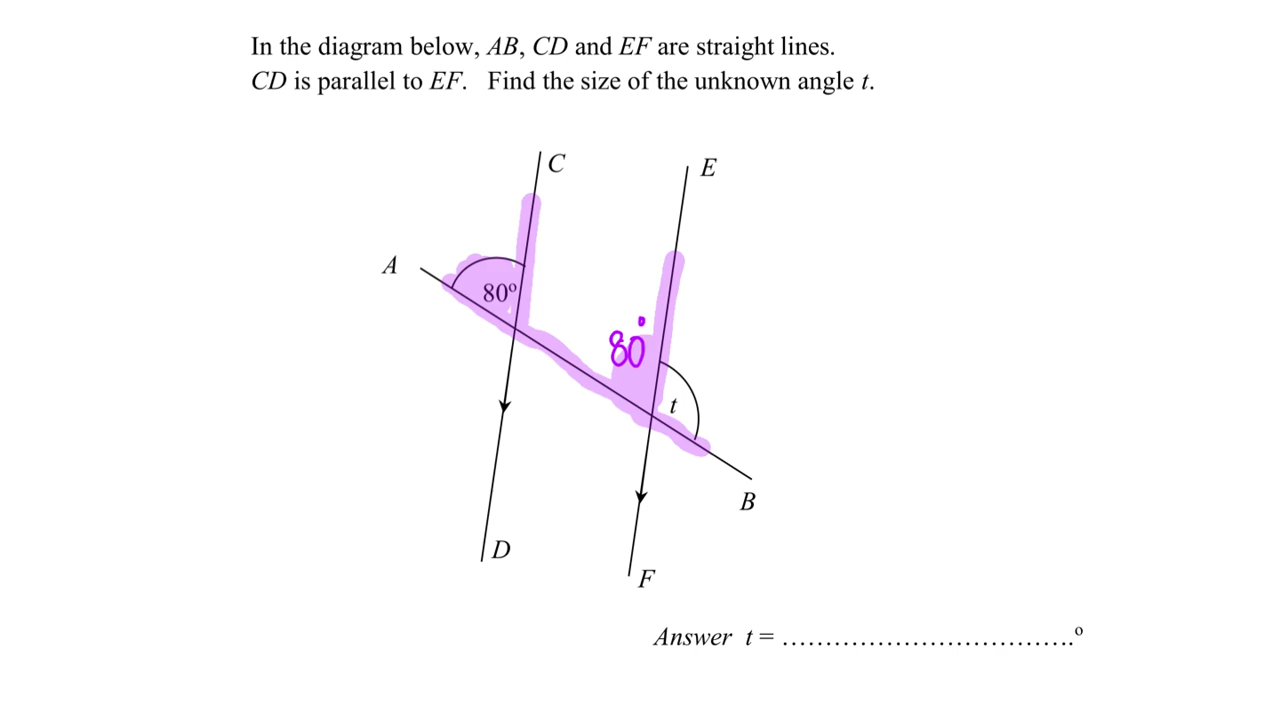 In the diagram below, AB, CD and EF are straight lines.
CD is parallel to EF. Find the size of the unknown angle t.
C
E
A
80º
80°
t
B
D
F
Answer t = ……………………………….º